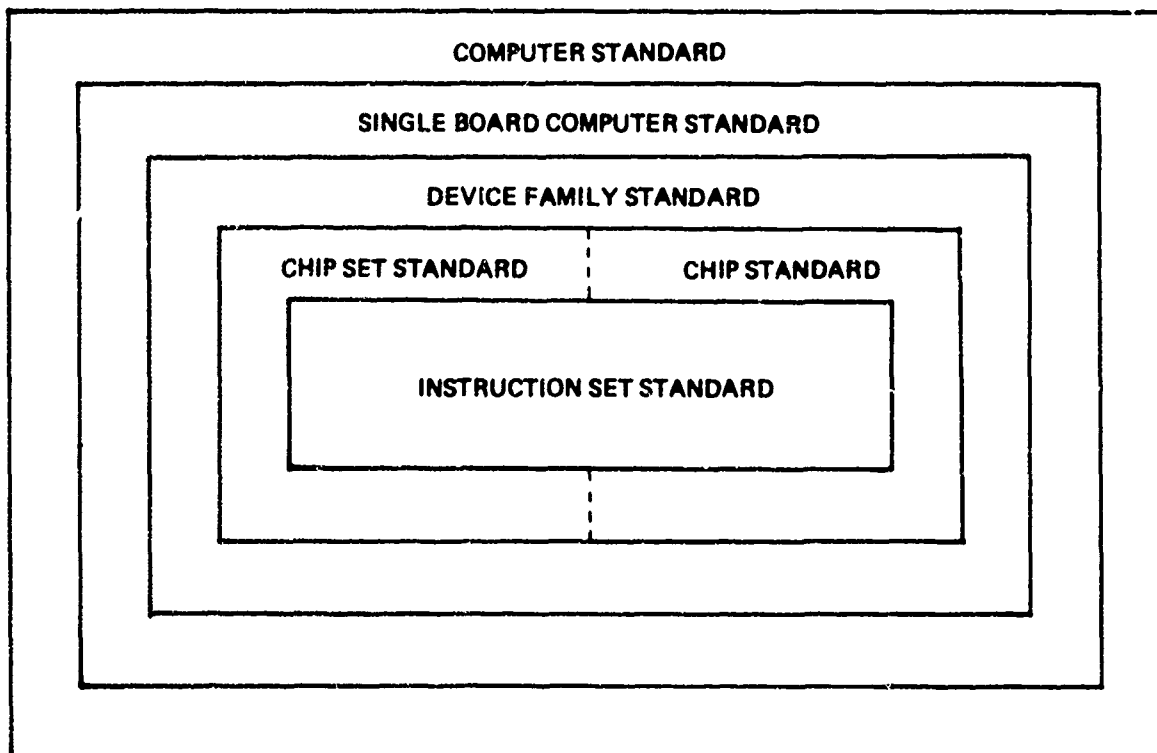 COMPUTER STANDARD
SINGLE BOARD COMPUTER STANDARD
DEVICE FAMILY STANDARD
CHIP SET STANDARD
CHIP STANDARD
INSTRUCTION SET STANDARD